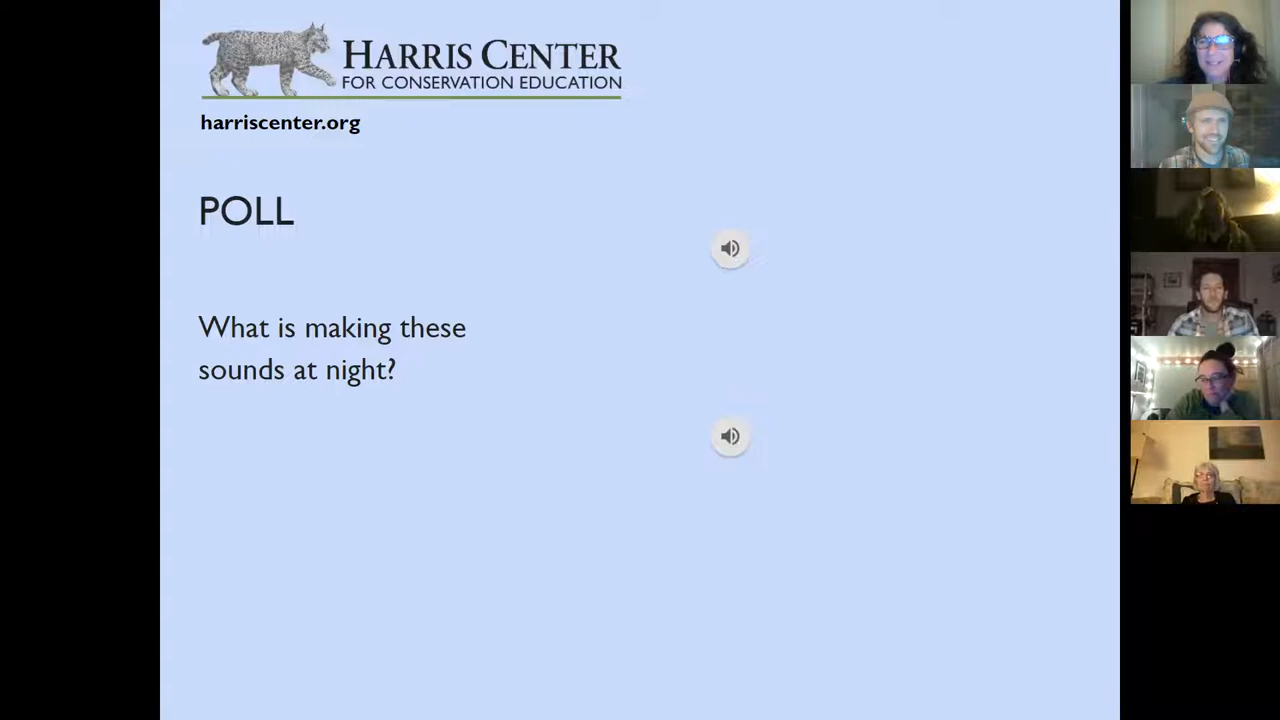 HARRIS CENTER
FOR CONSERVATION EDUCATION
harriscenter.org
POLL
What is making these
sounds at night?